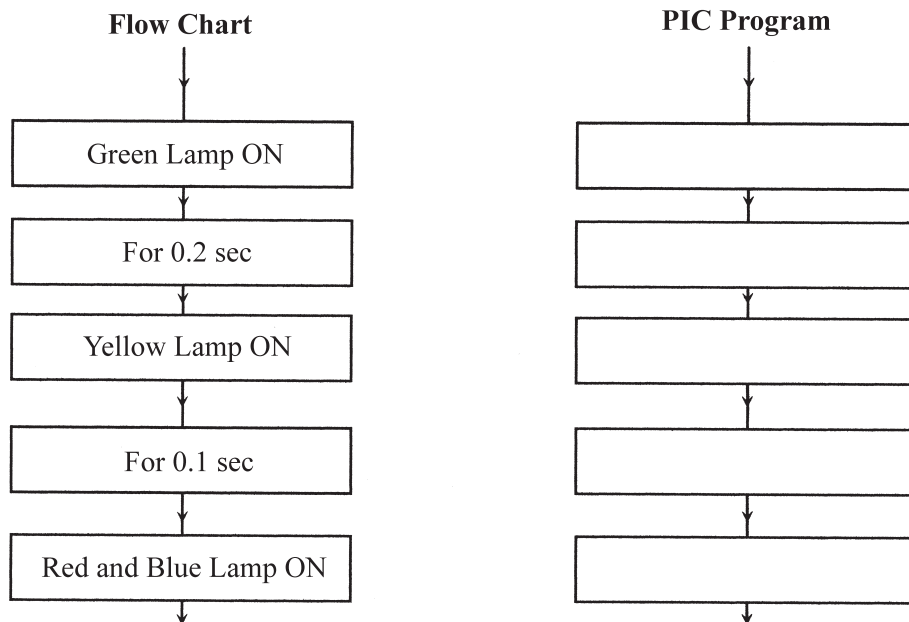 Flow Chart
PIC Program
Green Lamp ON
For 0.2 sec
Yellow Lamp ON
For 0.1 sec
Red and Blue Lamp ON